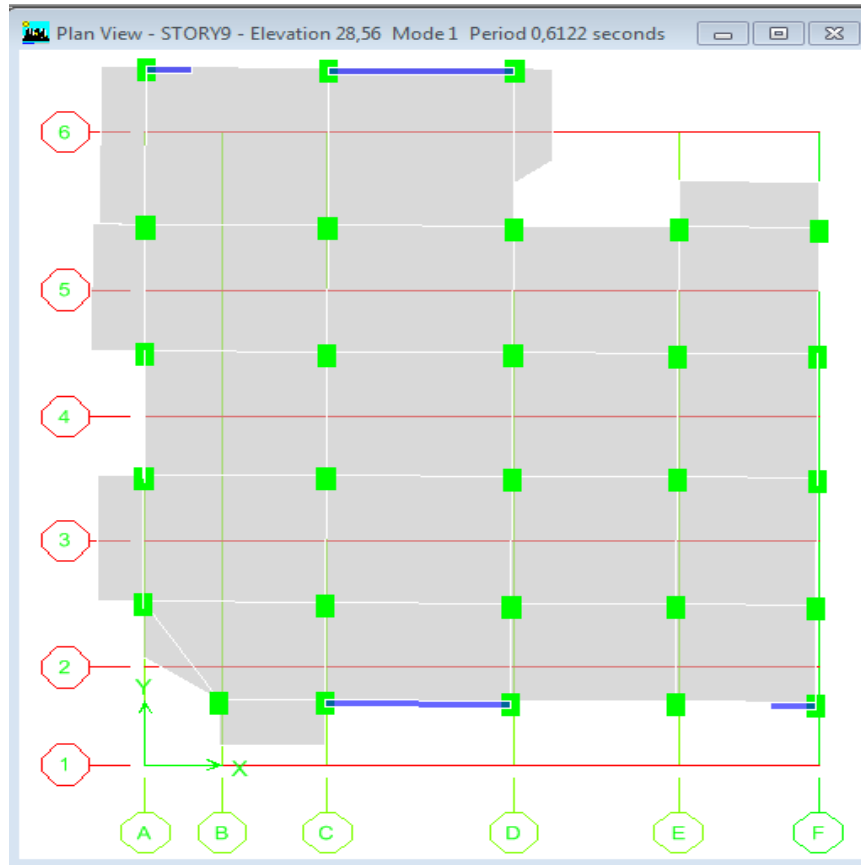 Plan View - STORY9 - Elevation 28,56 Mode 1 Period 0,6122 seconds
6
5
4
3
2
Y
1
X
A B C D E F